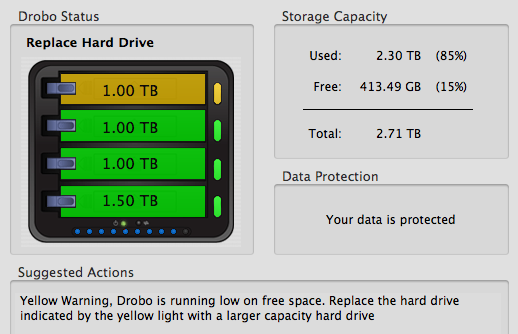 Drobo Status
Replace Hard Drive
1.00 TB
1.00 TB
1.00 TB
1.50 TB
Storage Capacity
Used: 2.30 TB (85%)
Free: 413.49 GB (15%)
Total: 2.71 TB
Data Protection
Your data is protected
Suggested Actions
Yellow Warning, Drobo is running low on free space. Replace the hard drive
indicated by the yellow light with a larger capacity hard drive